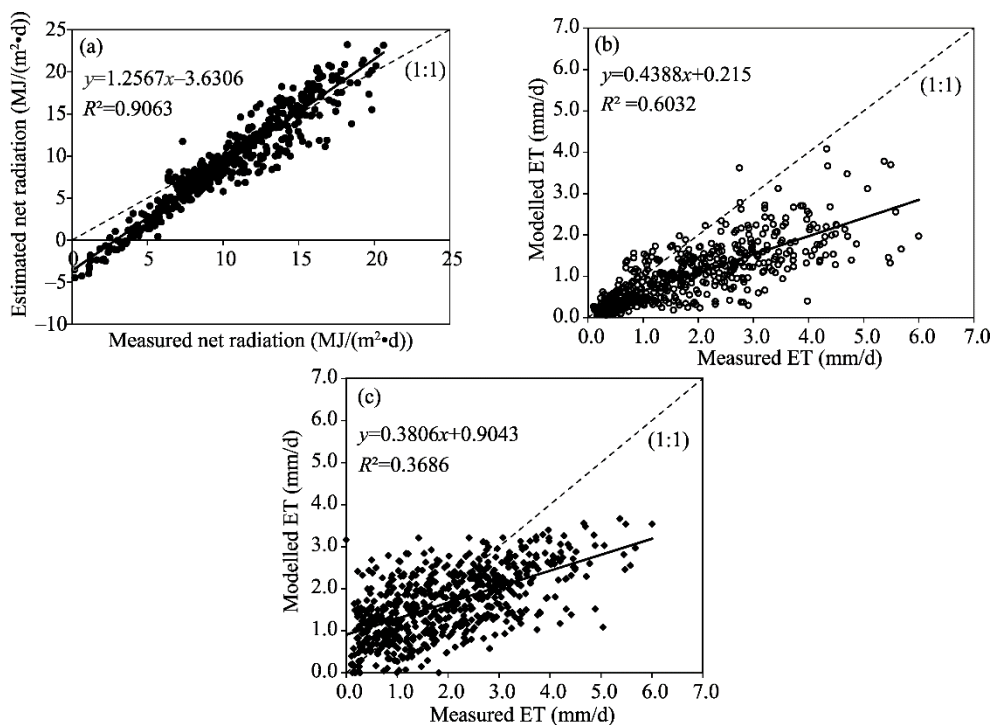 (a)
y=1.2567x–3.6306
R²=0.9063
(1:1)
Estimated net radiation (MJ/(m²•d))
25
20
15
10
5
0
–5
–10
5
10
15
20
25
Measured net radiation (MJ/(m²•d))
(b)
y=0.4388x+0.215
R² =0.6032
(1:1)
Modelled ET (mm/d)
7.0
6.0
5.0
4.0
3.0
2.0
1.0
0.0
0.0 1.0 2.0 3.0 4.0 5.0 6.0 7.0
Measured ET (mm/d)
(c)
y=0.3806x+0.9043
R²=0.3686
(1:1)
Modelled ET (mm/d)
7.0
6.0
5.0
4.0
3.0
2.0
1.0
0.0
0.0 1.0 2.0 3.0 4.0 5.0 6.0 7.0
Measured ET (mm/d)